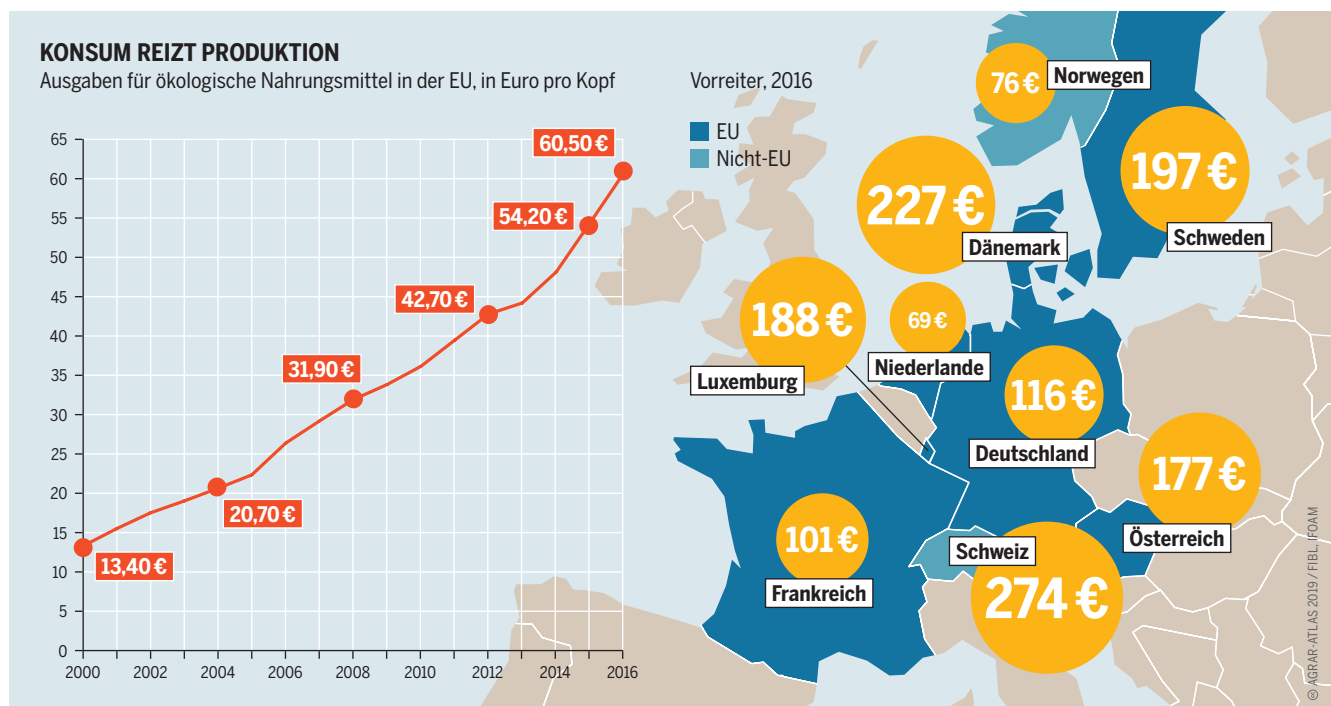 KONSUM REIZT PRODUKTION
Ausgaben für ökologische Nahrungsmittel in der EU, in Euro pro Kopf
65
60
55
50
45
40
35
30
25
20
15
10
5
0
2000
2002
2004
2006
2008
2010
2012
2014
2016
13,40 €
20,70 €
31,90 €
42,70 €
54,20 €
60,50 €
Vorreiter, 2016
EU
Nicht-EU
76 €
Norwegen
197 €
Schweden
227 €
Dänemark
188 €
Luxemburg
69 €
Niederlande
116 €
Deutschland
177 €
Österreich
101 €
Frankreich
Schweiz
274 €
© AGRAR-ATLAS 2019 / FIBL, IFOAM